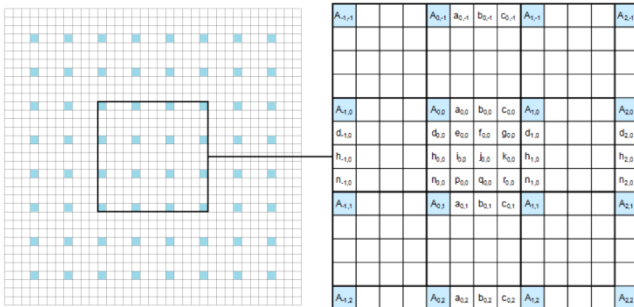 A-1,-1 A0,-1 a0,-1 b0,-1 c0,-1 A1,-1 A2,-1
A-1,0 A0,0 a0,0 b0,0 c0,0 A1,0 A2,0
d-1,0 d0,0 e0,0 f0,0 g0,0 d1,0 d2,0
h-1,0 h0,0 i0,0 j0,0 k0,0 h1,0 h2,0
n-1,0 n0,0 p0,0 q0,0 r0,0 n1,0 n2,0
A-1,1 A0,1 a0,1 b0,1 c0,1 A1,1 A2,1
A-1,2 A0,2 a0,2 b0,2 c0,2 A1,2 A2,2